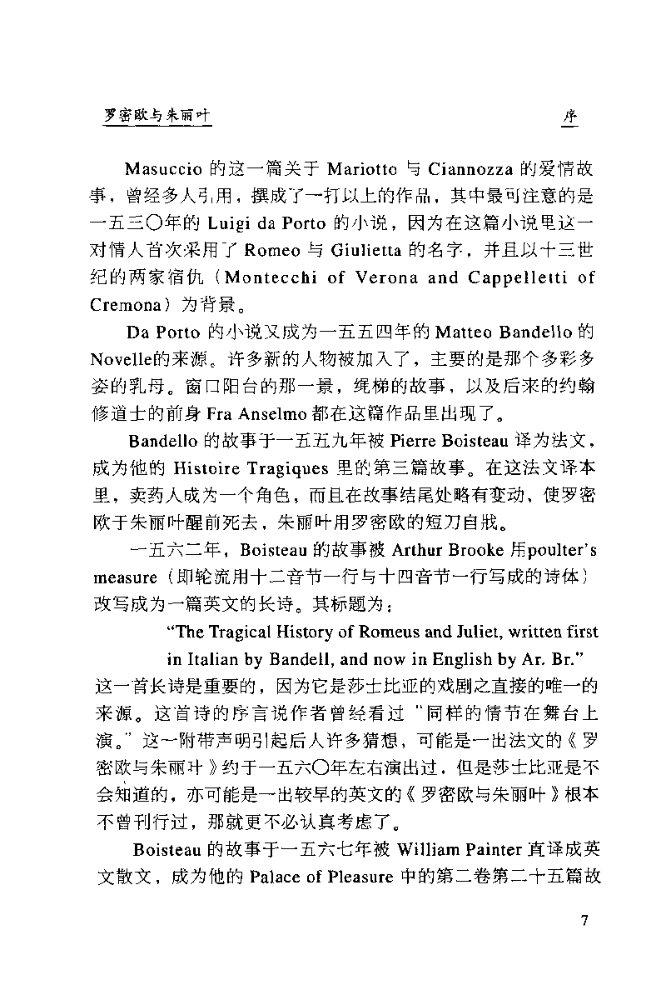 罗密欧与朱丽叶 序
Masuccio 的这一篇关于 Mariotto 与 Ciannozza 的爱情故
事，曾经多人引用，撰成了一打以上的作品，其中最可注意的是
一五三〇年的 Luigi da Porto 的小说，因为在这篇小说里这一
对情人首次采用了 Romeo 与 Giulietta 的名字，并且以十三世
纪的两家宿仇（Montecchi of Verona and Cappelletti of
Cremona）为背景。
Da Porto 的小说又成为一五五四年的 Matteo Bandello 的
Novelle的来源。许多新的人物被加入了，主要的是那个多彩多
姿的乳母。窗口阳台的那一景，绳梯的故事，以及后来的约翰
修道士的前身 Fra Anselmo 都在这篇作品里出现了。
Bandello 的故事于一五五九年被 Pierre Boisteau 译为法文，
成为他的 Histoire Tragiques 里的第三篇故事。在这法文译本
里，卖药人成为一个角色，而且在故事结尾处略有变动，使罗密
欧于朱丽叶醒前死去，朱丽叶用罗密欧的短刀自戕。
一五六二年，Boisteau 的故事被 Arthur Brooke 用poulter's
measure（即轮流用十二音节一行与十四音节一行写成的诗体）
改写成为一篇英文的长诗。其标题为：
“The Tragical History of Romeus and Juliet, written first
in Italian by Bandell, and now in English by Ar. Br.”
这一首长诗是重要的，因为它是莎士比亚的戏剧之直接的唯一的
来源。这首诗的序言说作者曾经看过“同样的情节在舞台上
演。”这一附带声明引起后人许多猜想，可能是一出法文的《罗
密欧与朱丽叶》约于一五六〇年左右演出过，但是莎士比亚是不
会知道的，亦可能是一出较早的英文的《罗密欧与朱丽叶》根本
不曾刊行过，那就更不必认真考虑了。
Boisteau 的故事于一五六七年被 William Painter 直译成英
文散文，成为他的 Palace of Pleasure 中的第二卷第二十五篇故
7